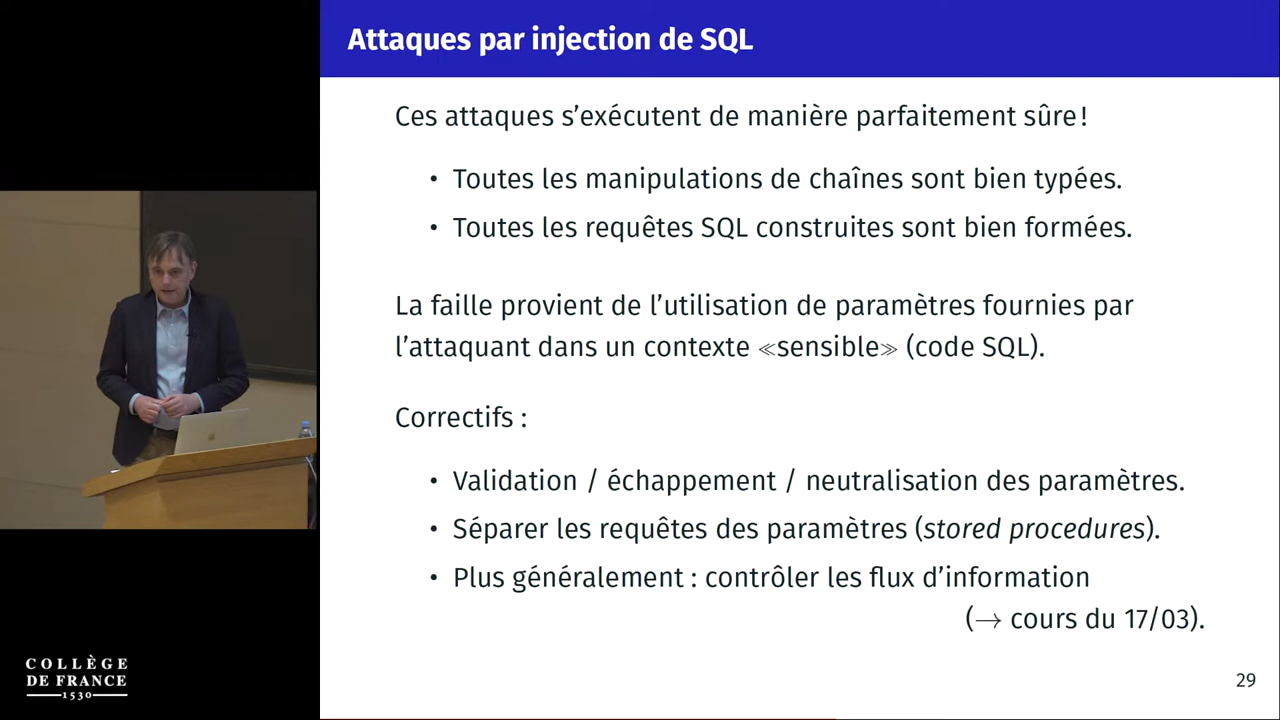 Attaques par injection de SQL
Ces attaques s’exécutent de manière parfaitement sûre !
• Toutes les manipulations de chaînes sont bien typées.
• Toutes les requêtes SQL construites sont bien formées.
La faille provient de l’utilisation de paramètres fournies par
l’attaquant dans un contexte ≪sensible≫ (code SQL).
Correctifs :
• Validation / échappement / neutralisation des paramètres.
• Séparer les requêtes des paramètres (stored procedures).
• Plus généralement : contrôler les flux d’information
(→ cours du 17/03).
COLLÈGE
DE FRANCE
1530
29